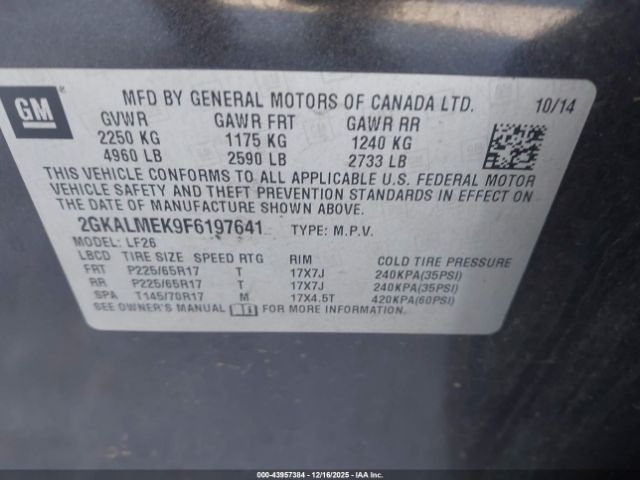 GM
MFD BY GENERAL MOTORS OF CANADA LTD. 10/14
GVWR GAWR FRT GAWR RR
2250 KG 1175 KG 1240 KG
4960 LB 2590 LB 2733 LB
THIS VEHICLE CONFORMS TO ALL APPLICABLE U.S. FEDERAL MOTOR
VEHICLE SAFETY AND THEFT PREVENTION STANDARDS IN EFFECT ON
THE DATE OF MANUFACTURE SHOWN ABOVE.
2GKALMEK9F6197641 TYPE: M.P.V.
MODEL: LF26
LBCD TIRE SIZE SPEED RTG RIM COLD TIRE PRESSURE
FRT P225/65R17 T 17X7J 240KPA(35PSI)
RR P225/65R17 T 17X7J 240KPA(35PSI)
SPA T145/70R17 M 17X4.5T 420KPA(60PSI)
SEE OWNER'S MANUAL FOR MORE INFORMATION.
000-43957384 - 12/16/2025 - IAAI.com